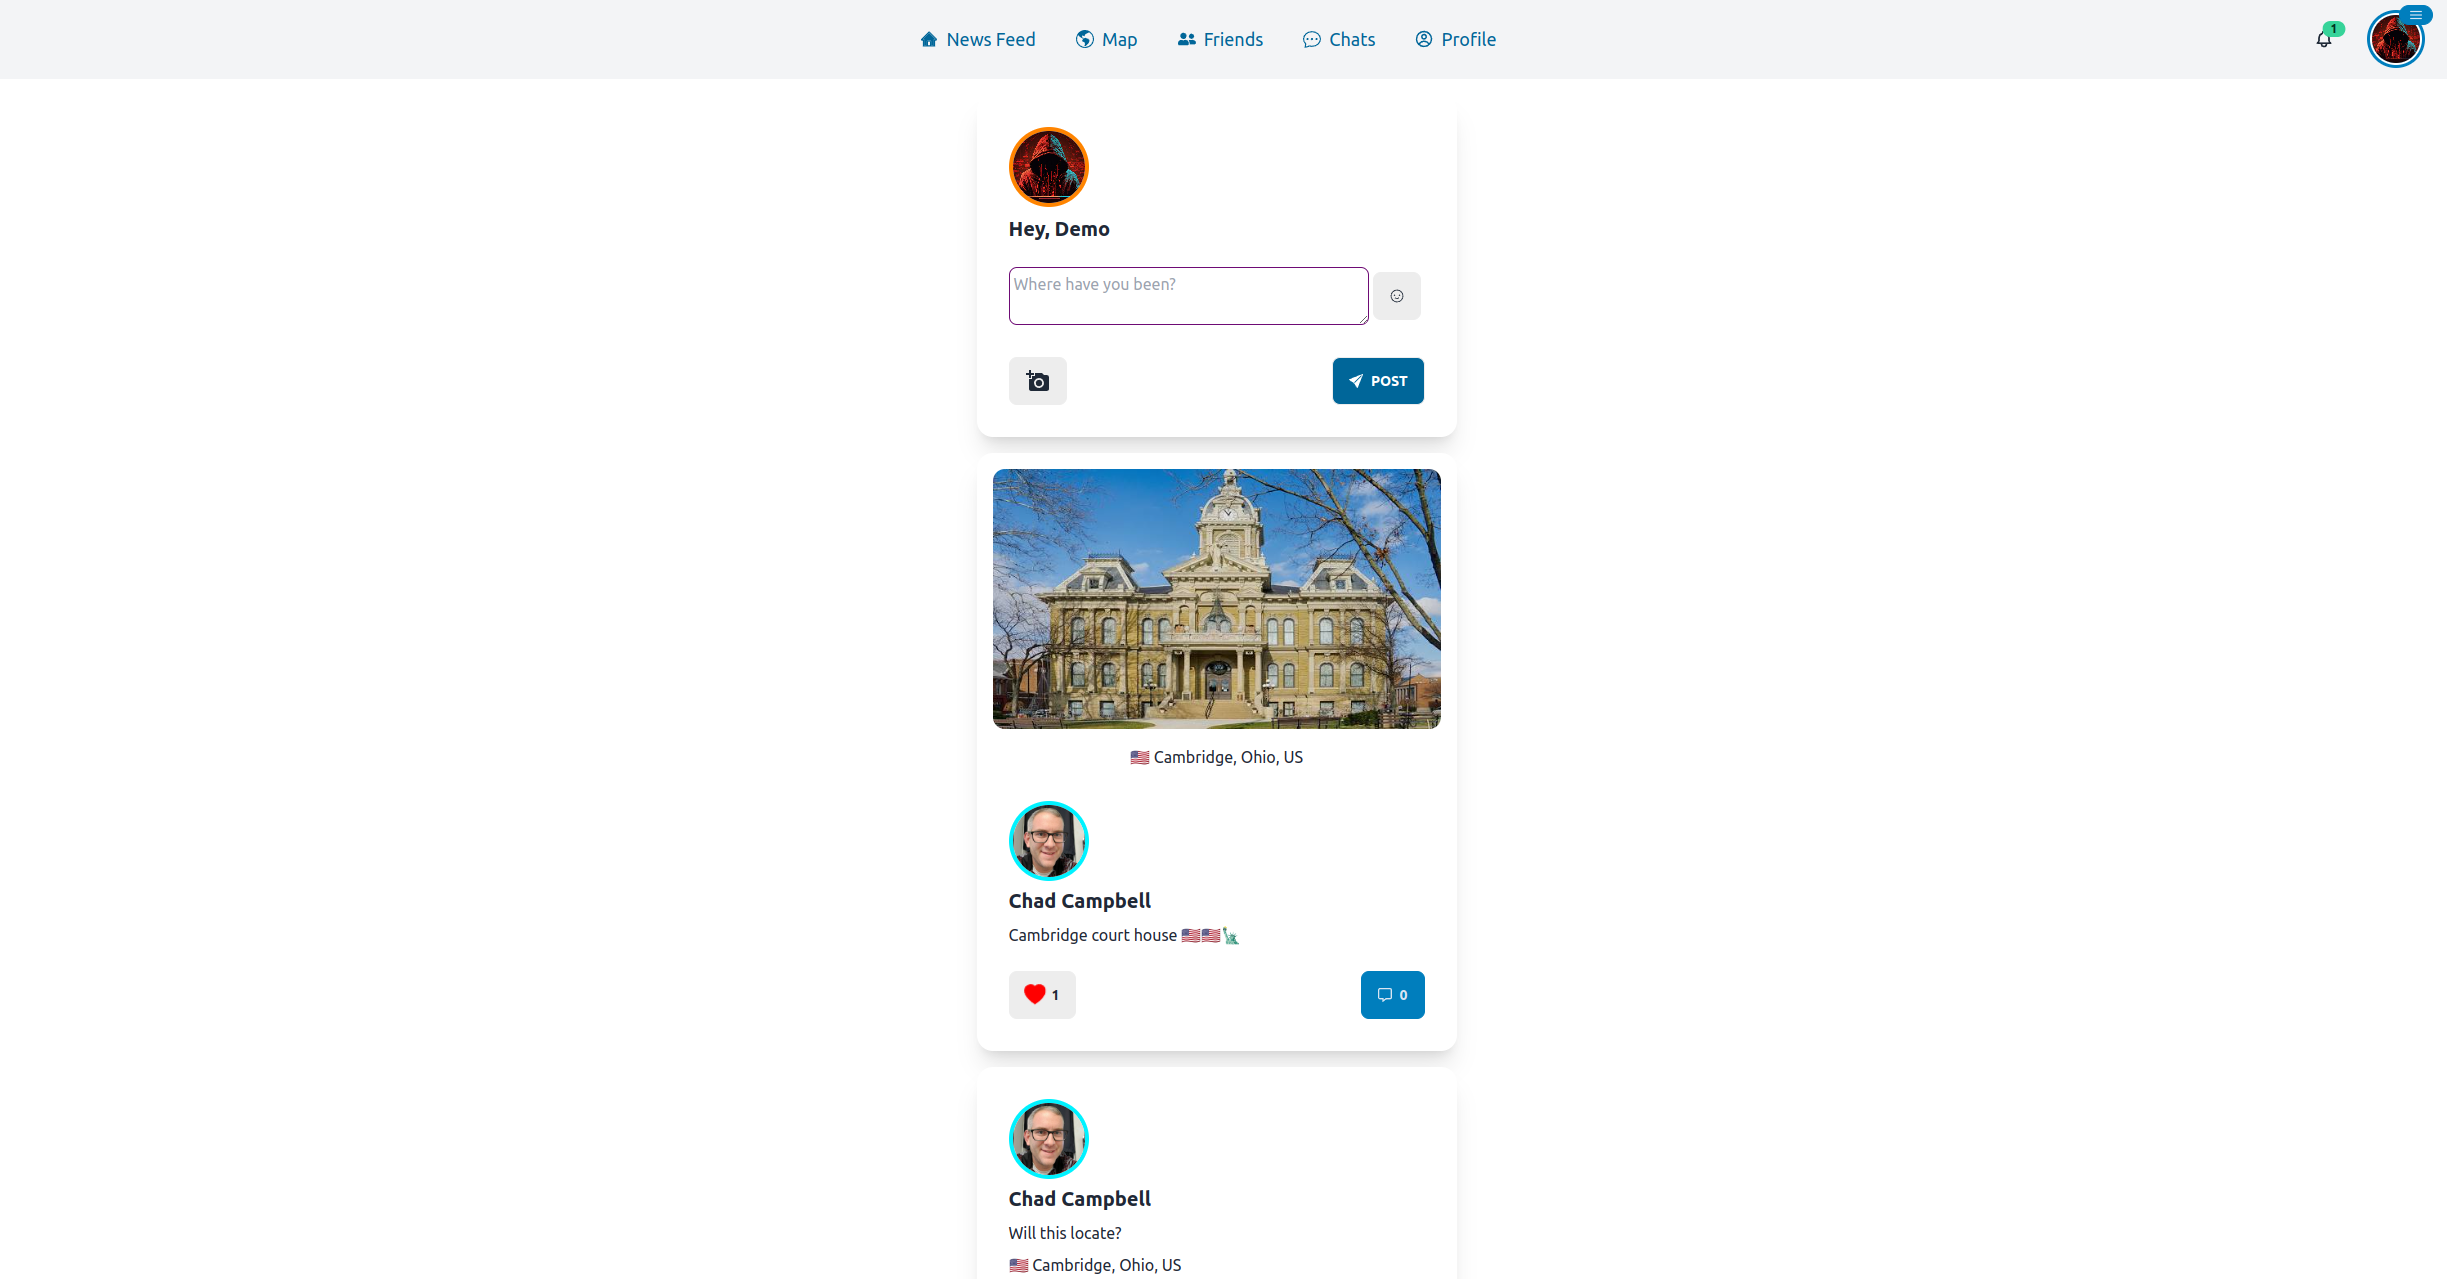 News Feed Map Friends Chats Profile 1
Hey, Demo
Where have you been?
POST
🇺🇸 Cambridge, Ohio, US
Chad Campbell
Cambridge court house 🇺🇸🇺🇸🗽
1 0
Chad Campbell
Will this locate?
🇺🇸 Cambridge, Ohio, US